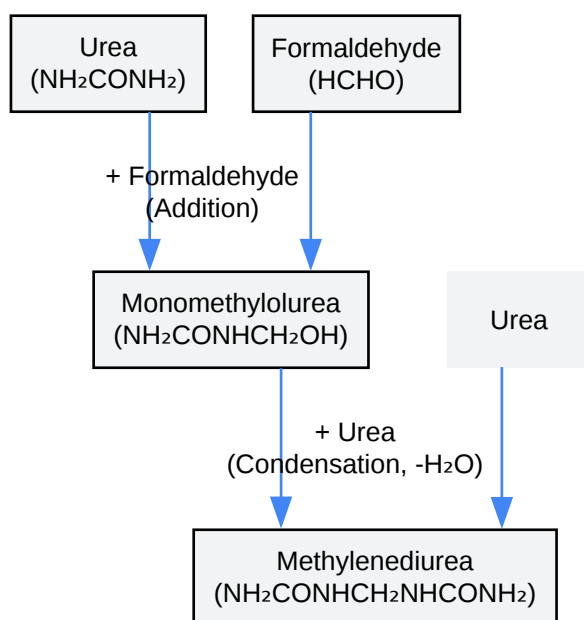 Urea
(NH₂CONH₂)
Formaldehyde
(HCHO)
+ Formaldehyde
(Addition)
Monomethylolurea
(NH₂CONHCH₂OH)
Urea
+ Urea
(Condensation, -H₂O)
Methylenediurea
(NH₂CONHCH₂NHCONH₂)